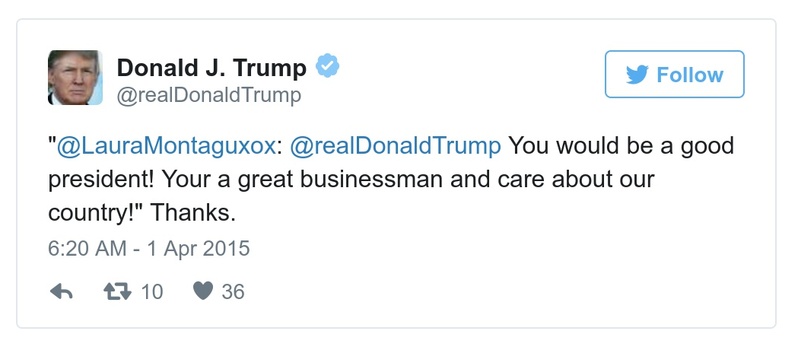 Donald J. Trump
Follow
@realDonaldTrump
"@LauraMontaguxox: @realDonaldTrump You would be a good
president! Your a great businessman and care about our
country!" Thanks.
6:20 AM - 1 Apr 2015
10 36